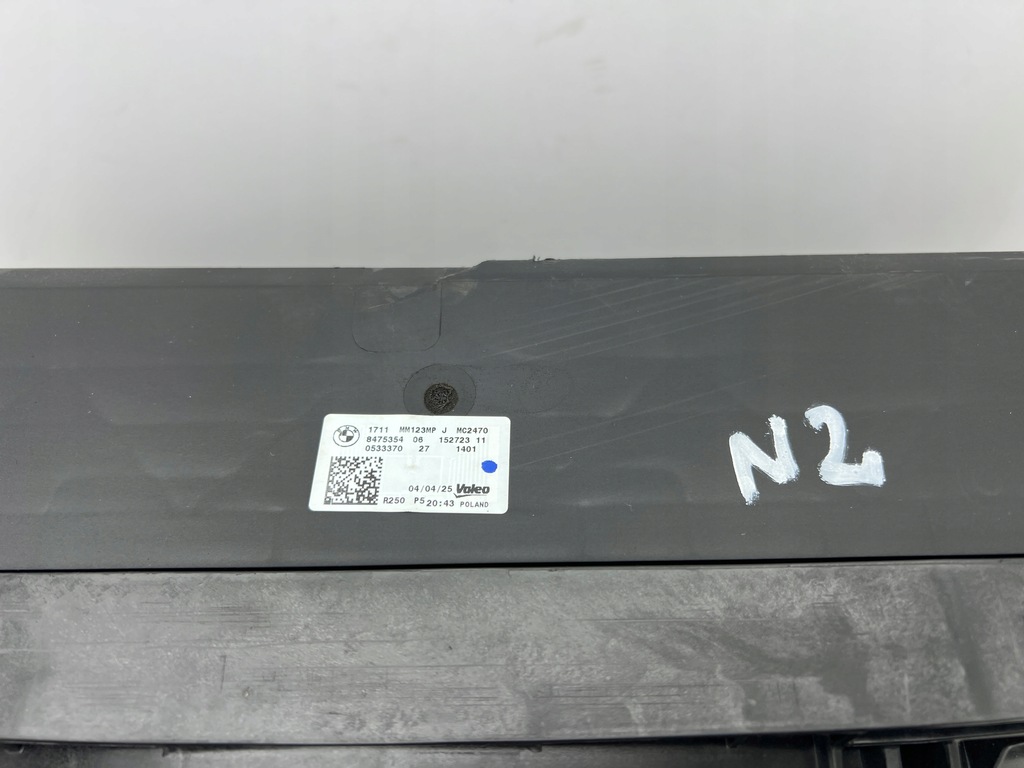 1711 MM123MP J MC2470
8475354 06 152723 11
0533370 27 1401
04/04/25 Valeo
R250 P5 20:43 POLAND
N2